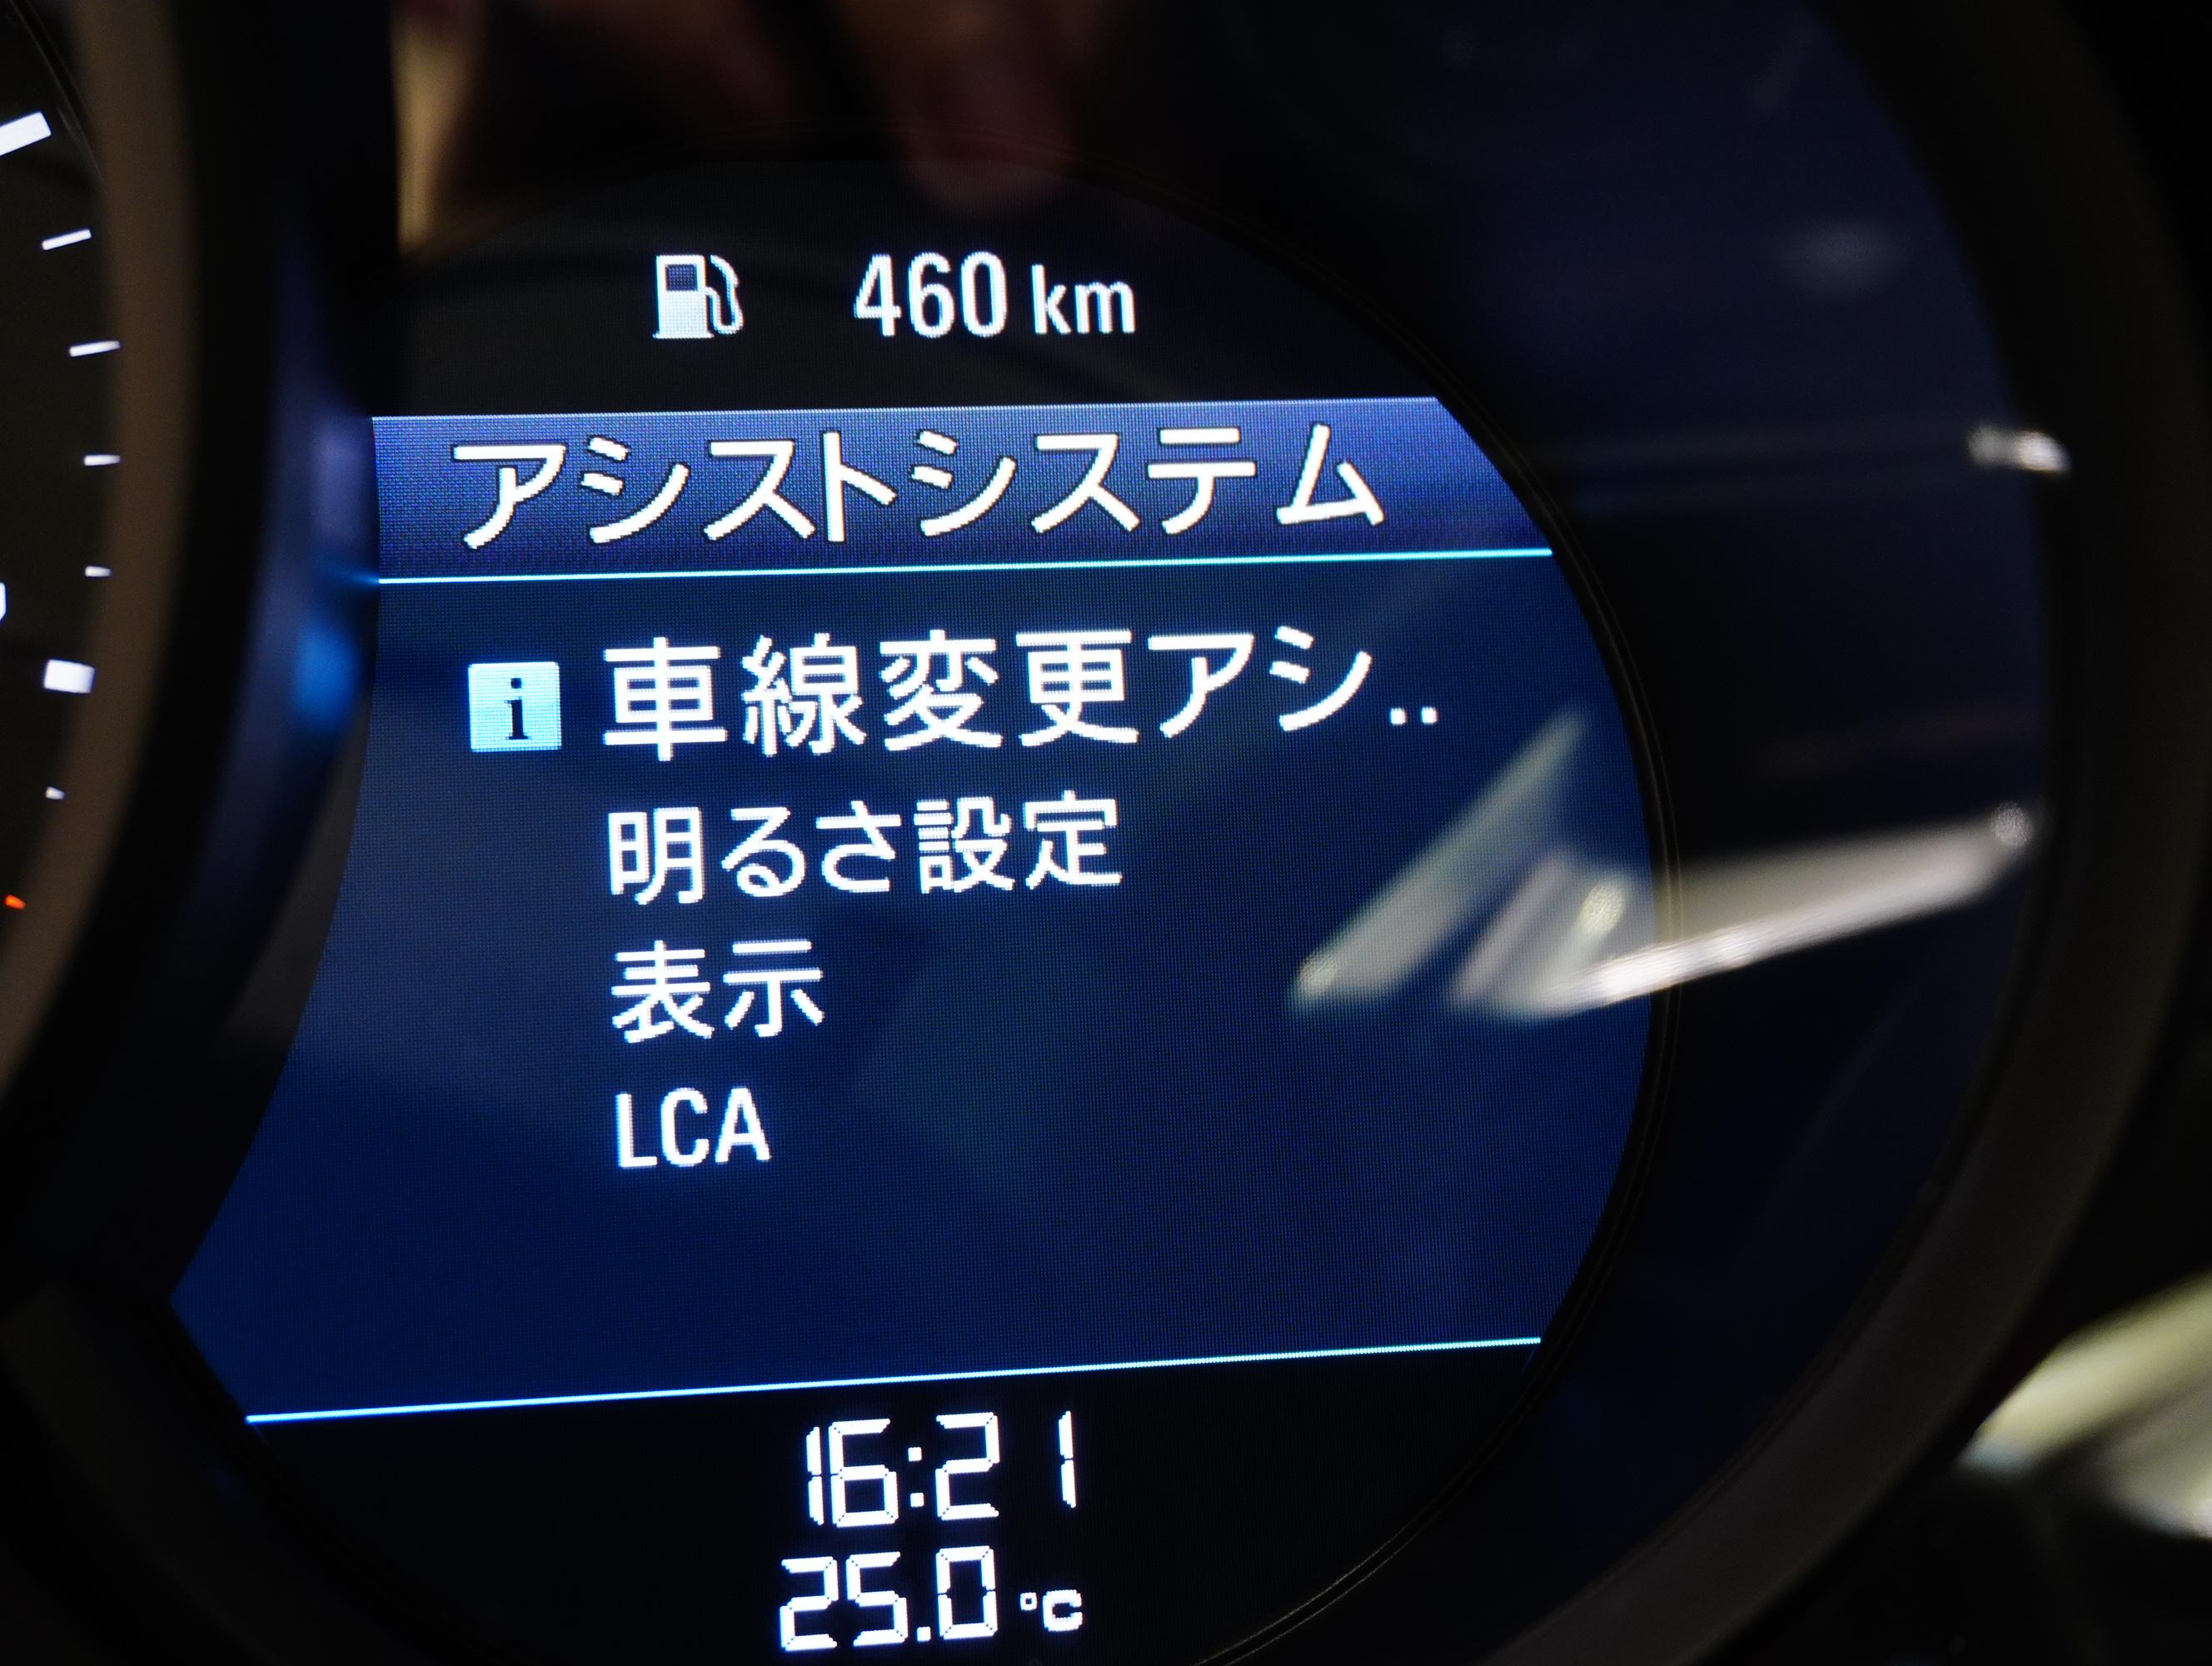 460 km
アシストシステム
i 車線変更アシ..
明るさ設定
表示
LCA
16:21
25.0 °C